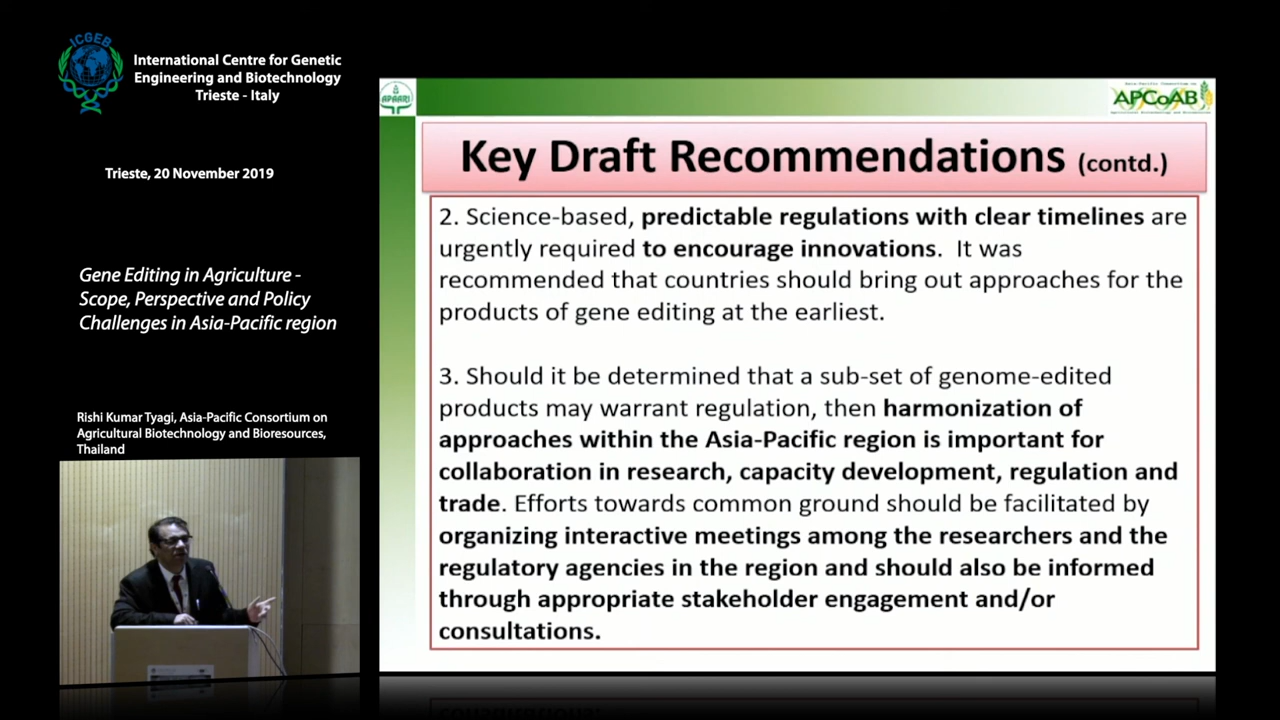 ICGEB
International Centre for Genetic
Engineering and Biotechnology
Trieste - Italy
Trieste, 20 November 2019
Gene Editing in Agriculture -
Scope, Perspective and Policy
Challenges in Asia-Pacific region
Rishi Kumar Tyagi, Asia-Pacific Consortium on
Agricultural Biotechnology and Bioresources,
Thailand
APAARI
APCoAB
Key Draft Recommendations (contd.)
2. Science-based, predictable regulations with clear timelines are
urgently required to encourage innovations. It was
recommended that countries should bring out approaches for the
products of gene editing at the earliest.
3. Should it be determined that a sub-set of genome-edited
products may warrant regulation, then harmonization of
approaches within the Asia-Pacific region is important for
collaboration in research, capacity development, regulation and
trade. Efforts towards common ground should be facilitated by
organizing interactive meetings among the researchers and the
regulatory agencies in the region and should also be informed
through appropriate stakeholder engagement and/or
consultations.